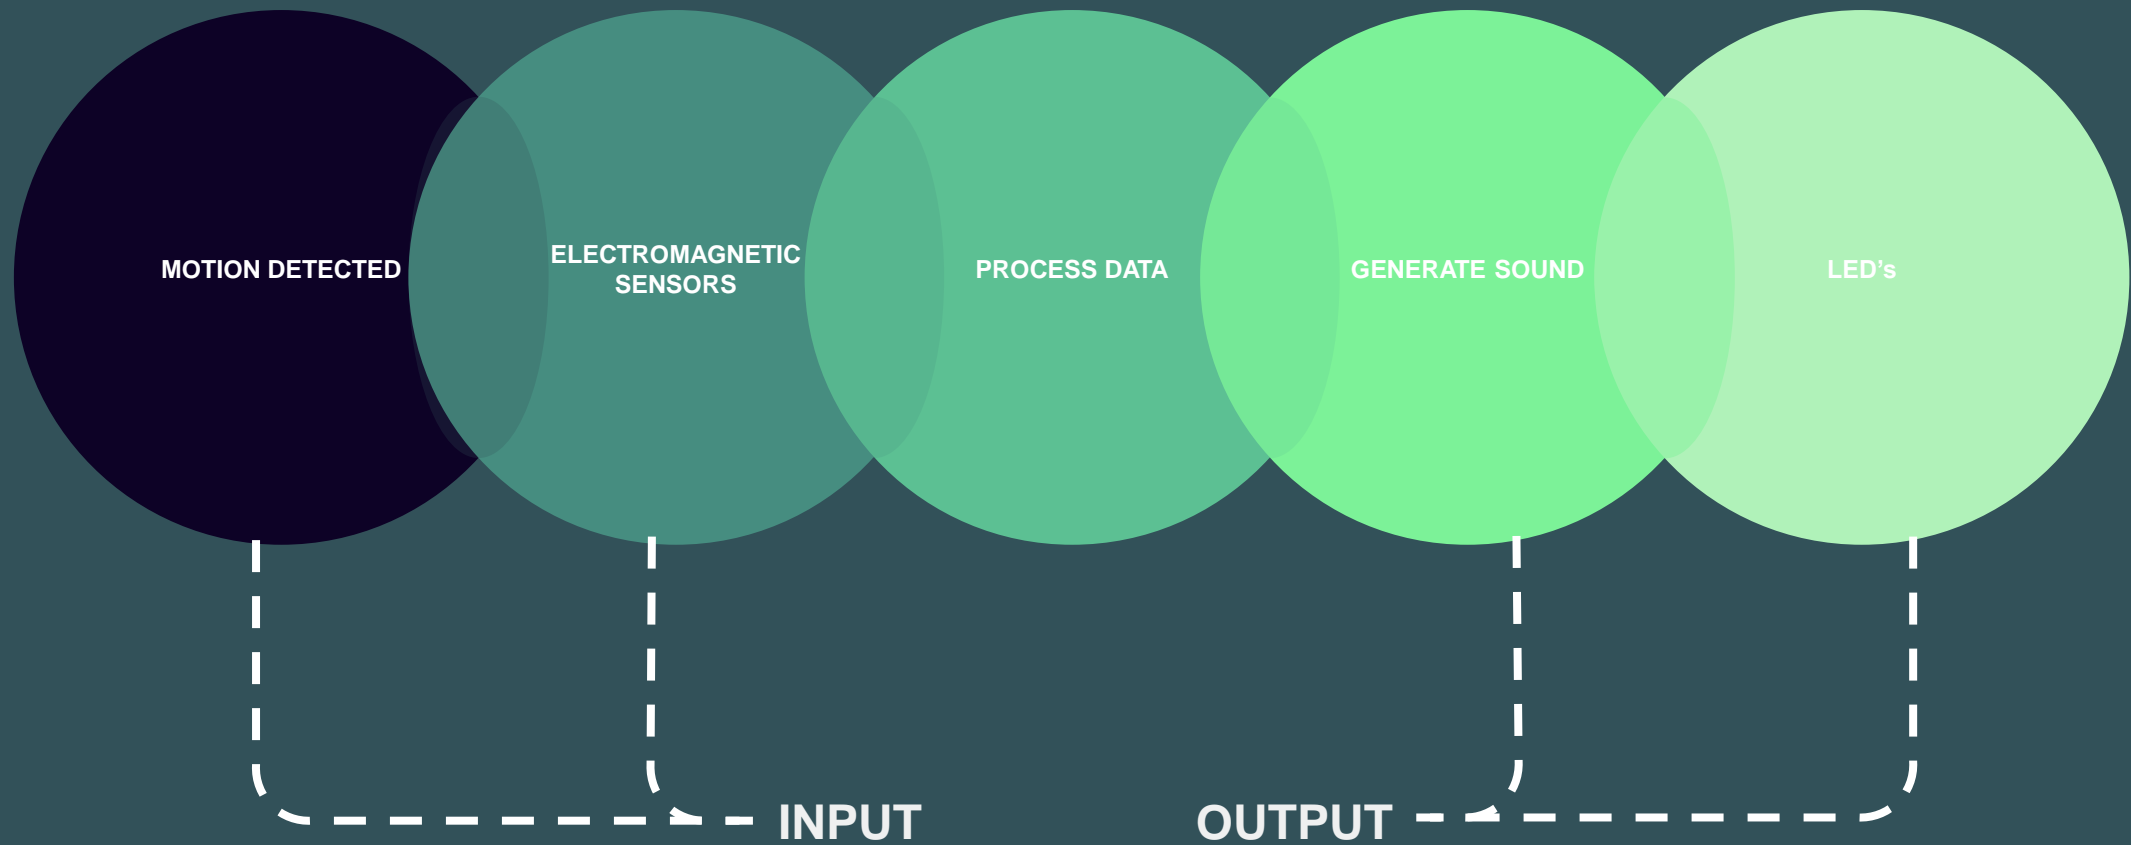 MOTION DETECTED
ELECTROMAGNETIC
SENSORS
PROCESS DATA
GENERATE SOUND
LED’s
INPUT
OUTPUT